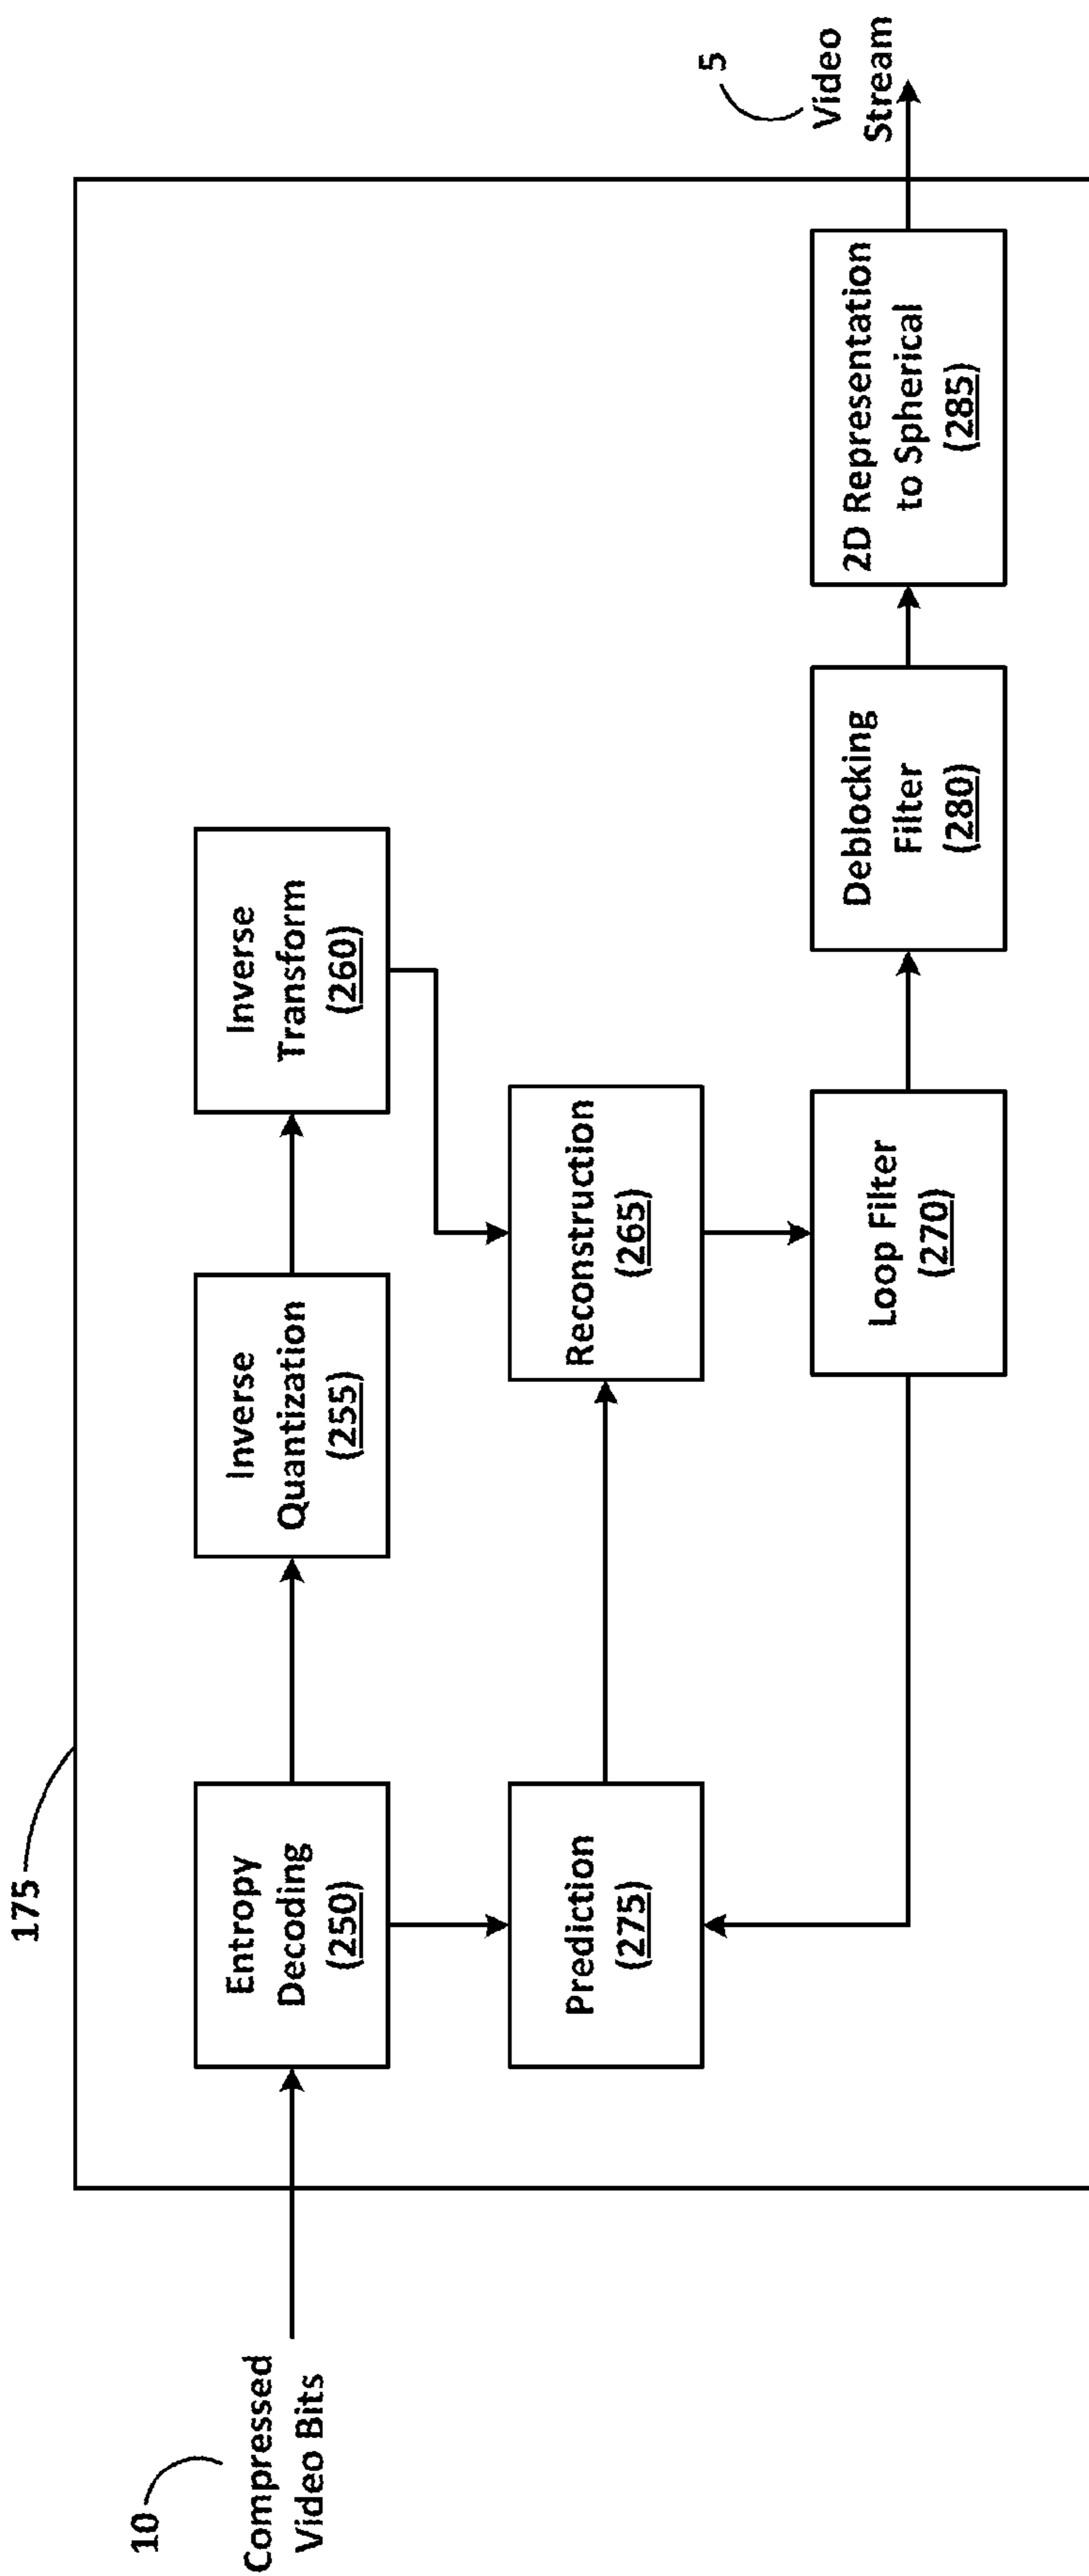 175
10
Compressed
Video Bits
Entropy
Decoding
(250)
Inverse
Quantization
(255)
Inverse
Transform
(260)
Prediction
(275)
Reconstruction
(265)
Loop Filter
(270)
Deblocking
Filter
(280)
2D Representation
to Spherical
(285)
5
Video
Stream